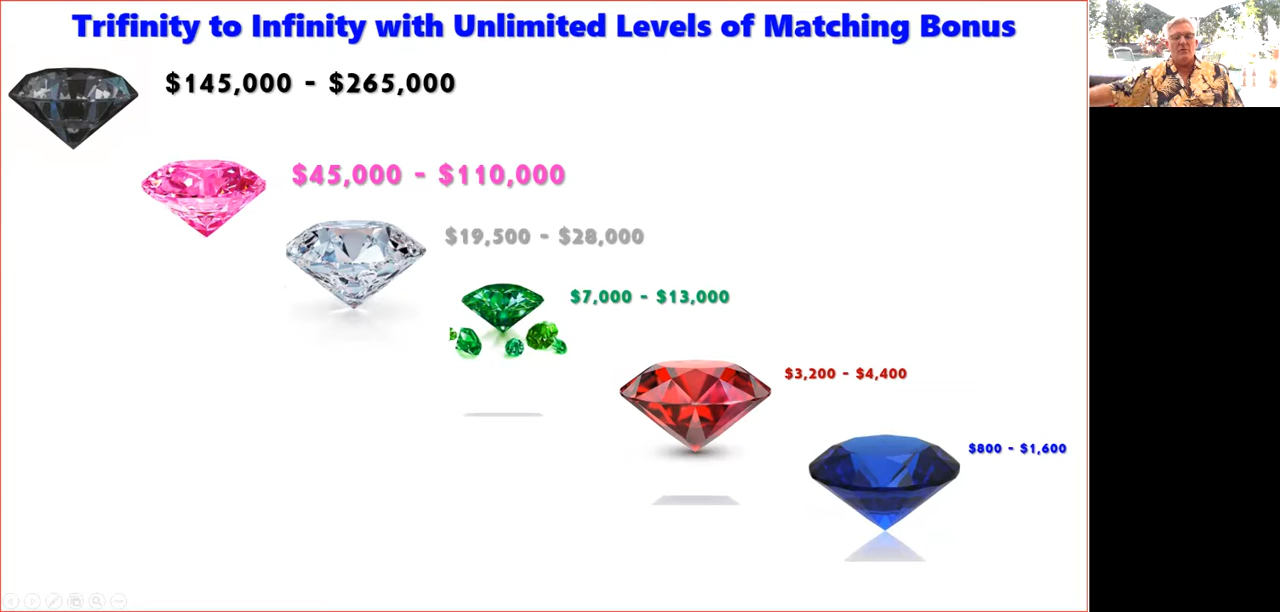 Trifinity to Infinity with Unlimited Levels of Matching Bonus
$145,000 - $265,000
$45,000 - $110,000
$19,500 - $28,000
$7,000 - $13,000
$3,200 - $4,400
$800 - $1,600